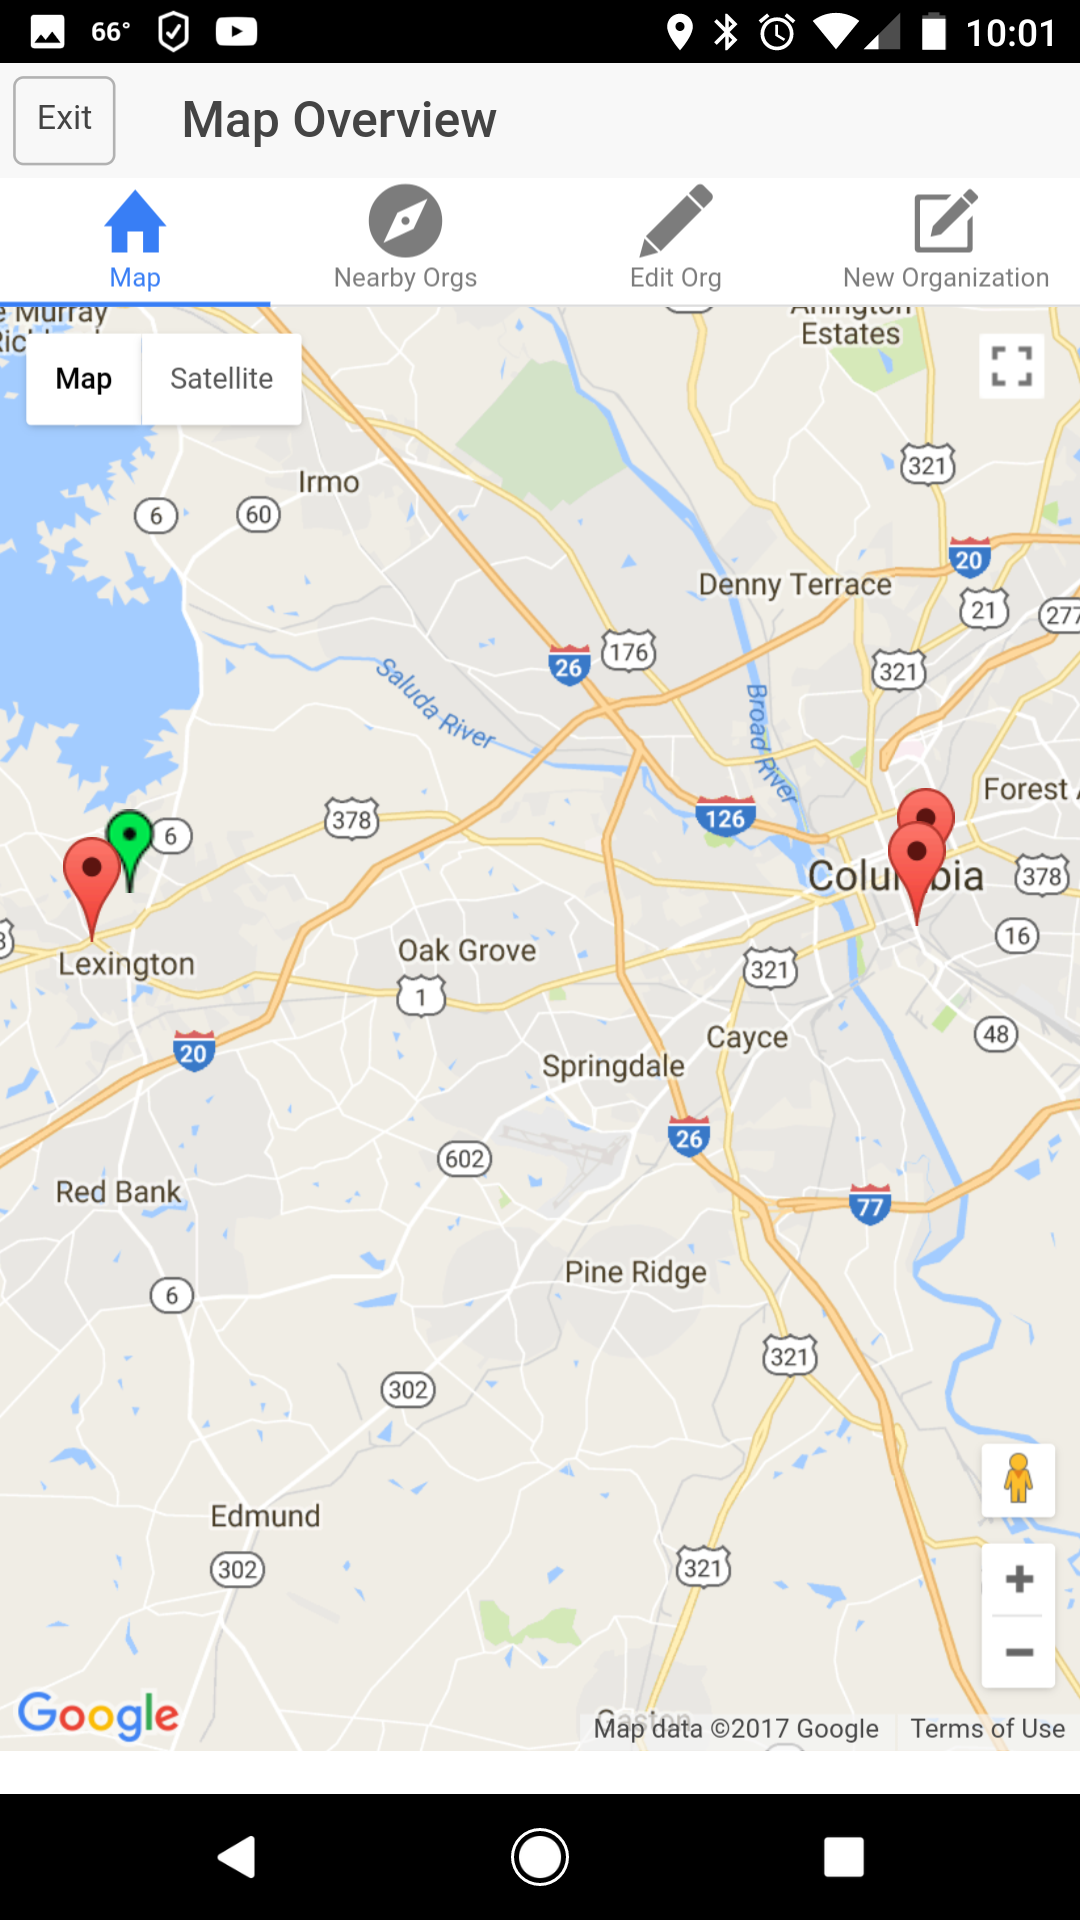 66° 10:01
Exit Map Overview
Map Nearby Orgs Edit Org New Organization
Murray
Estates
Map Satellite
321
Irmo
6 60
20
Denny Terrace
21
277
176
26
321
Saluda River
Broad River
Forest
378
126
6
Columbia
378
16
Lexington
Oak Grove
321
1
48
Cayce
20
Springdale
26
602
Red Bank
77
Pine Ridge
6
321
302
Edmund
302
321
Gaston
Google
Map data ©2017 Google Terms of Use